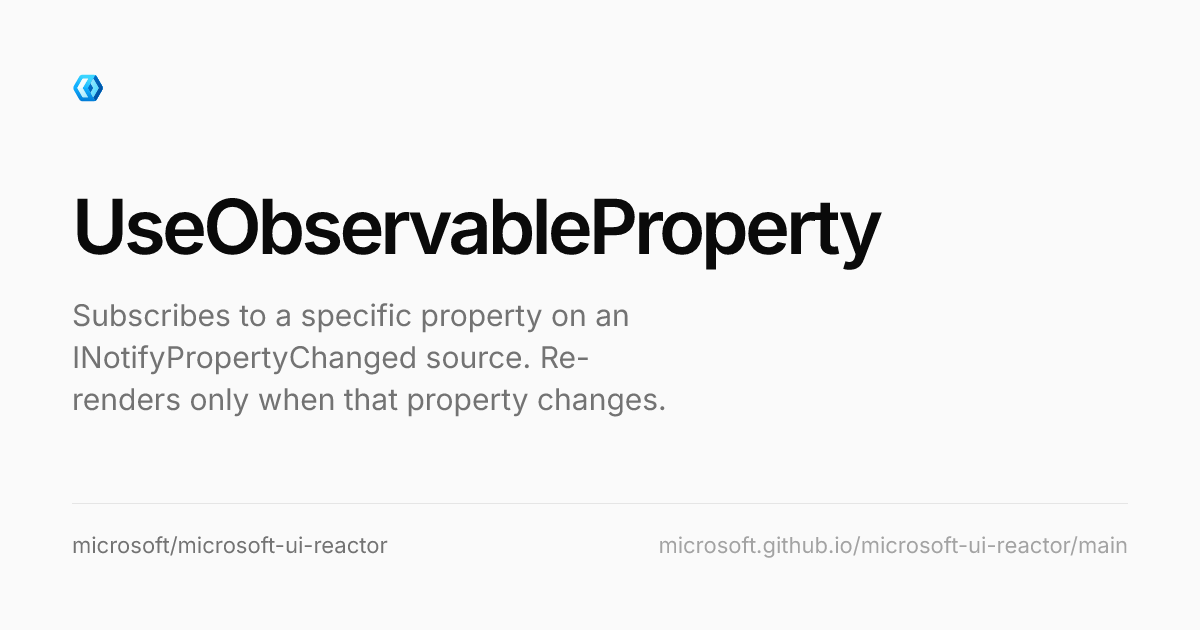 UseObservableProperty
Subscribes to a specific property on an
INotifyPropertyChanged source. Re-
renders only when that property changes.
microsoft/microsoft-ui-reactor
microsoft.github.io/microsoft-ui-reactor/main